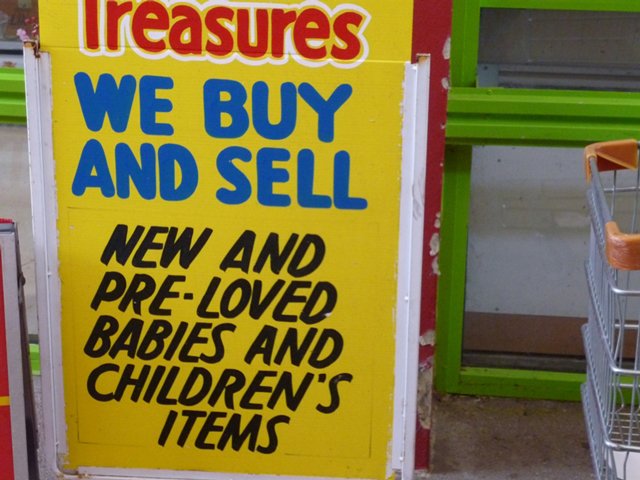 Treasures
WE BUY
AND SELL
NEW AND
PRE-LOVED
BABIES AND
CHILDREN'S
ITEMS